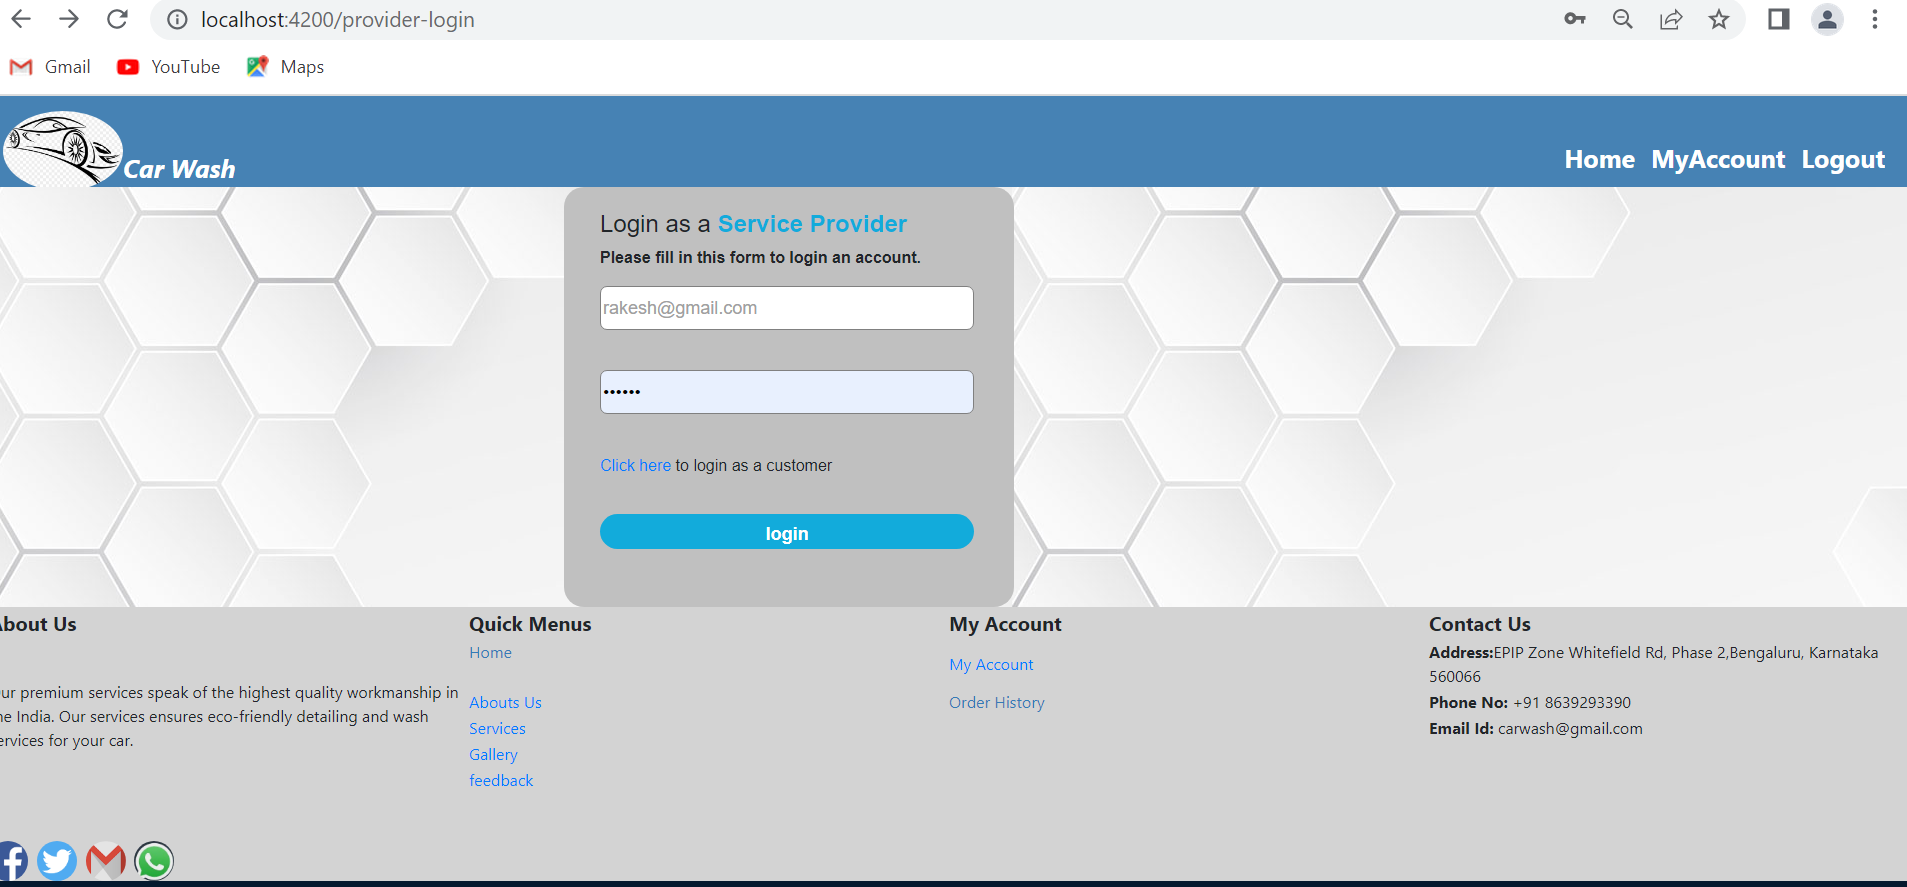 localhost:4200/provider-login
Gmail YouTube Maps
Car Wash
Home MyAccount Logout
Login as a Service Provider
Please fill in this form to login an account.
rakesh@gmail.com
••••••
Click here to login as a customer
login
bout Us
ur premium services speak of the highest quality workmanship in
e India. Our services ensures eco-friendly detailing and wash
ervices for your car.
Quick Menus
Home
Abouts Us
Services
Gallery
feedback
My Account
My Account
Order History
Contact Us
Address:EPIP Zone Whitefield Rd, Phase 2,Bengaluru, Karnataka
560066
Phone No: +91 8639293390
Email Id: carwash@gmail.com